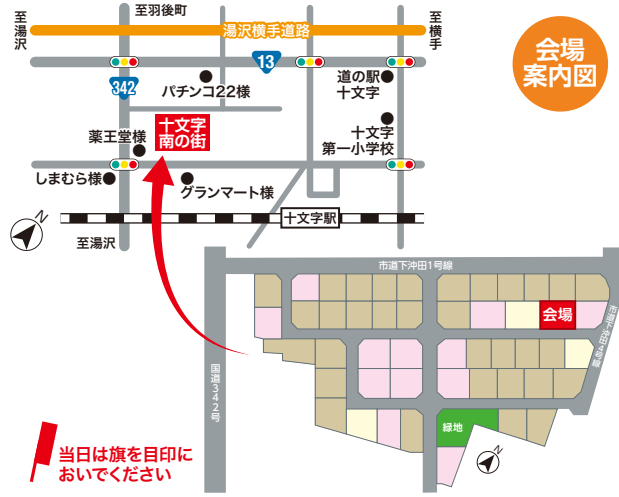 至湯沢
至羽後町
至横手
湯沢横手道路
会場
案内図
13
342
パチンコ22様
道の駅
十文字
薬王堂様
十文字
南の街
十文字
第一小学校
しまむら様
グランマート様
十文字駅
N
至湯沢
市道下沖田1号線
会場
市道下沖田4号線
国道342号
緑地
N
当日は旗を目印に
おいでください